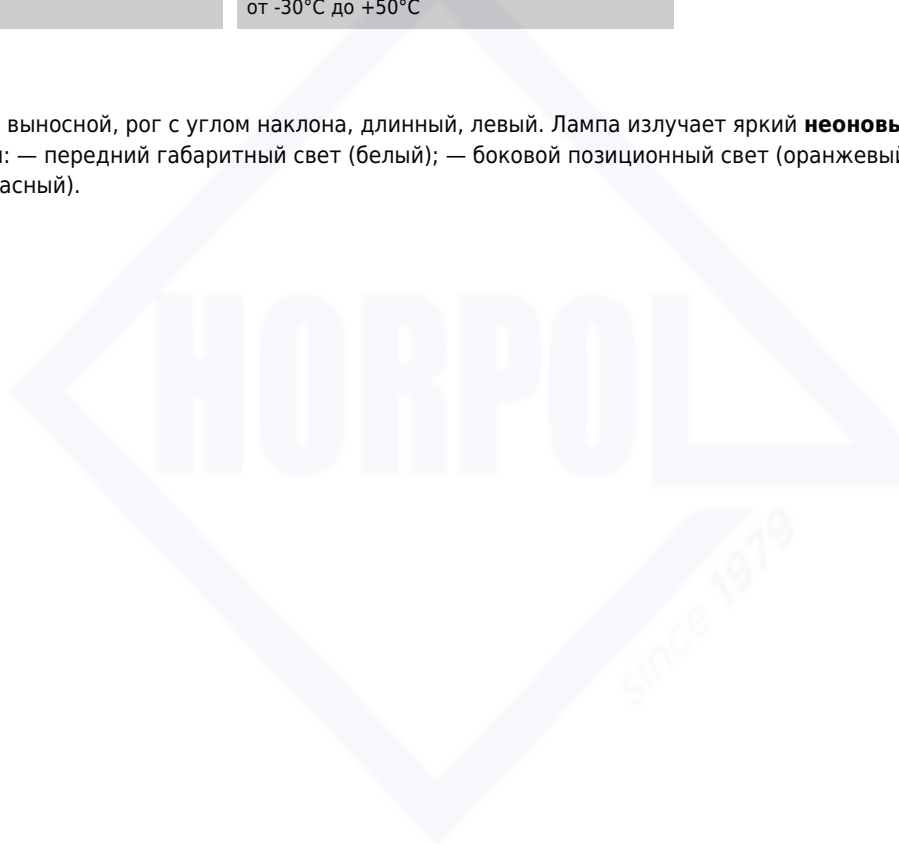 от -30°C до +50°C
выносной, рог с углом наклона, длинный, левый. Лампа излучает яркий неоновы
: — передний габаритный свет (белый); — боковой позиционный свет (оранжевый
асный).
HORPOL
since 1979